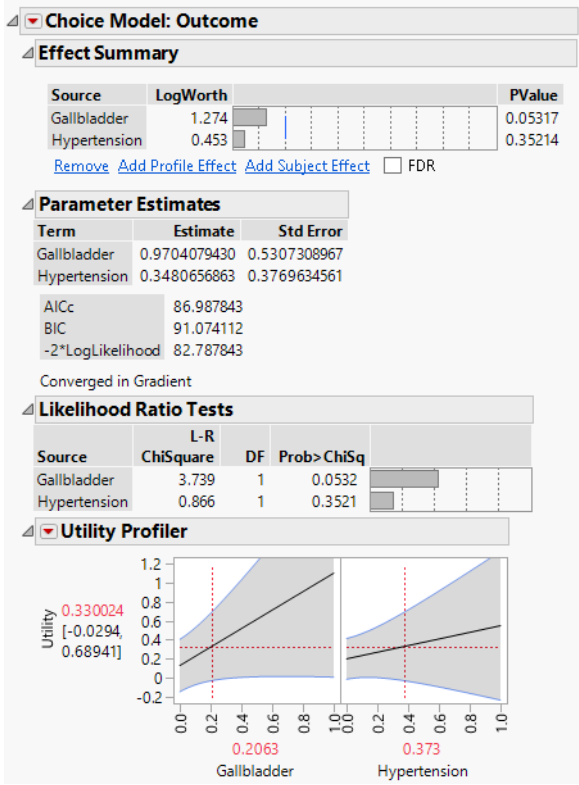 Choice Model: Outcome
Effect Summary
Source LogWorth PValue
Gallbladder 1.274 0.05317
Hypertension 0.453 0.35214
Remove Add Profile Effect Add Subject Effect FDR
Parameter Estimates
Term Estimate Std Error
Gallbladder 0.9704079430 0.5307308967
Hypertension 0.3480656863 0.3769634561
AICc 86.987843
BIC 91.074112
-2*LogLikelihood 82.787843
Converged in Gradient
Likelihood Ratio Tests
L-R
Source ChiSquare DF Prob>ChiSq
Gallbladder 3.739 1 0.0532
Hypertension 0.866 1 0.3521
Utility Profiler
Utility
0.330024
[-0.0294,
0.68941]
1.2
1
0.8
0.6
0.4
0.2
0
-0.2
0.0 0.2 0.4 0.6 0.8 1.0 0.0 0.2 0.4 0.6 0.8 1.0
0.2063 0.373
Gallbladder Hypertension